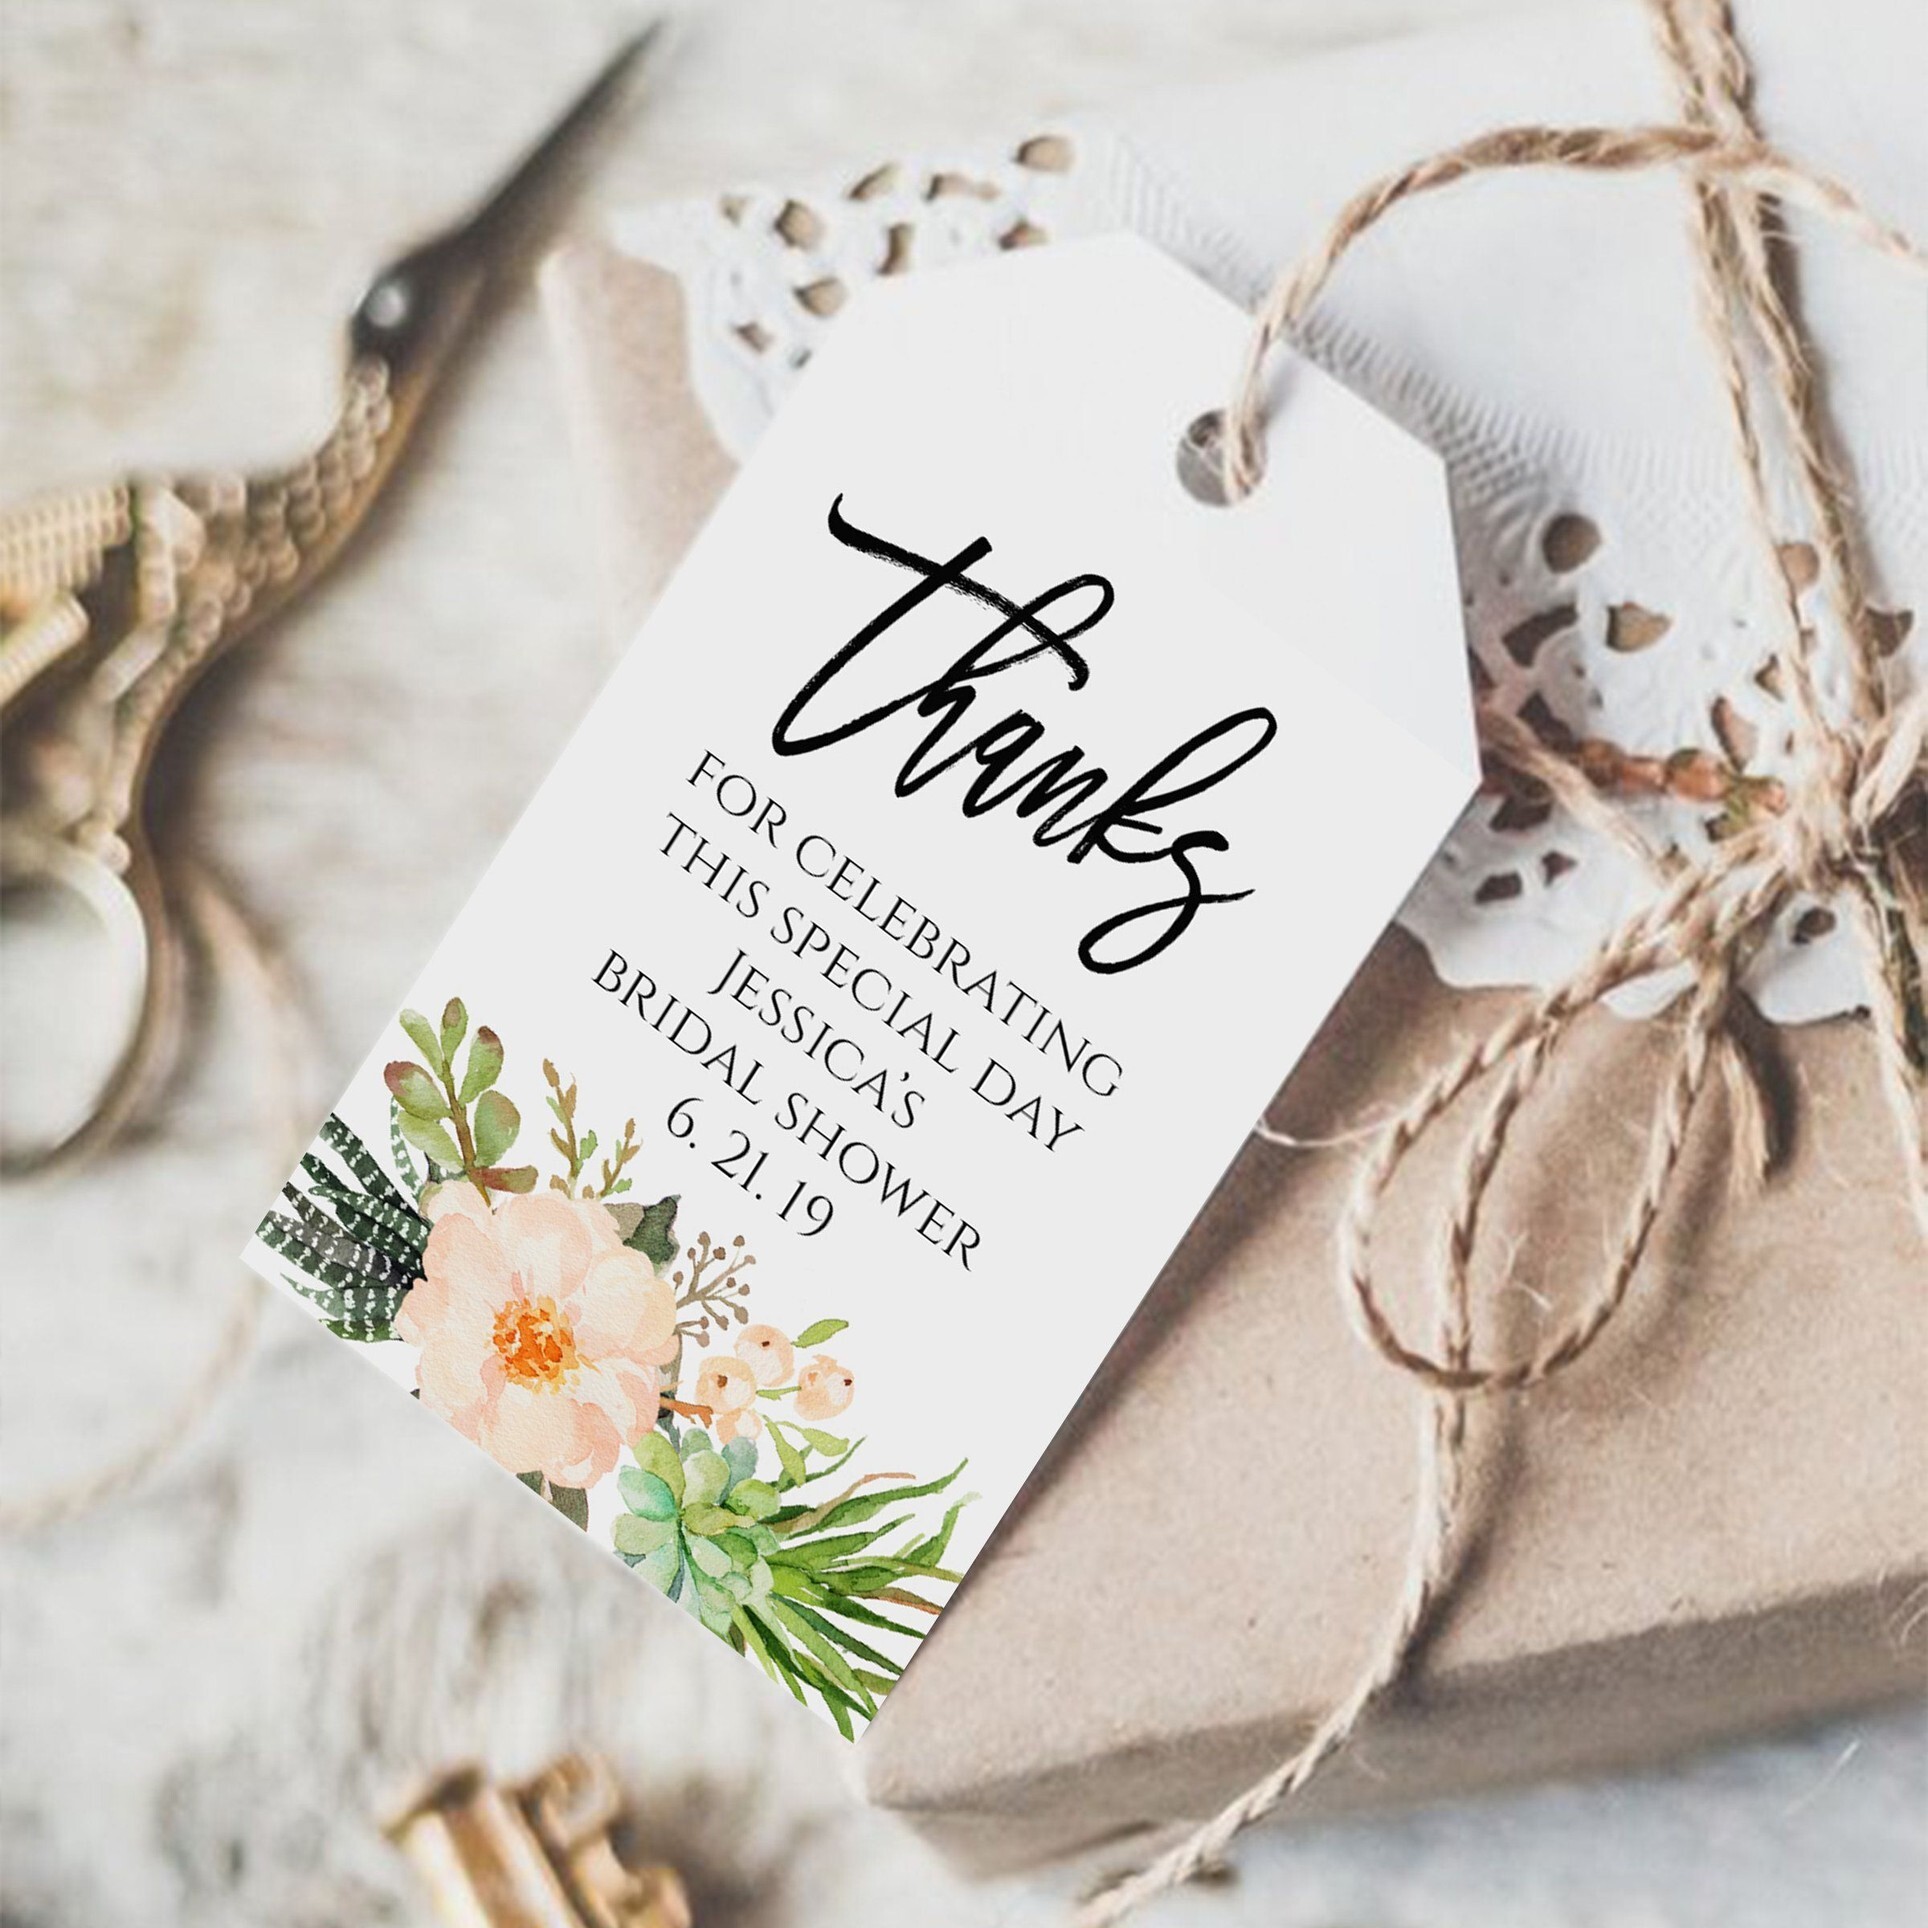 thanks
FOR CELEBRATING
THIS SPECIAL DAY
JESSICA'S
BRIDAL SHOWER
6. 21. 19